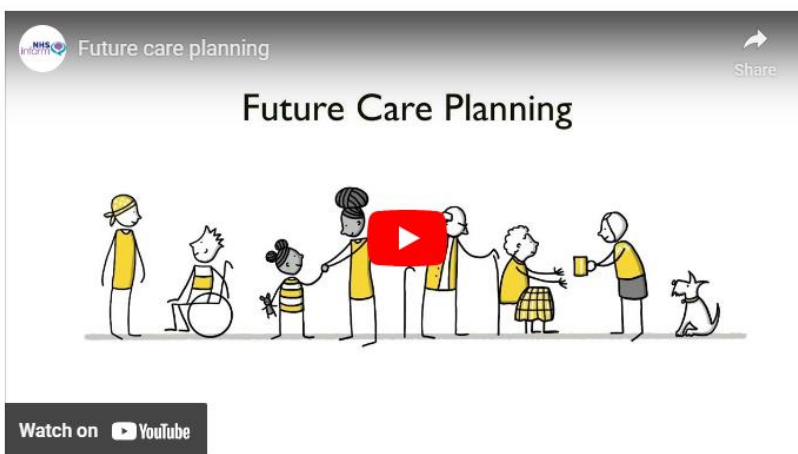 NHS
inform
Future care planning
Share
Future Care Planning
Watch on YouTube